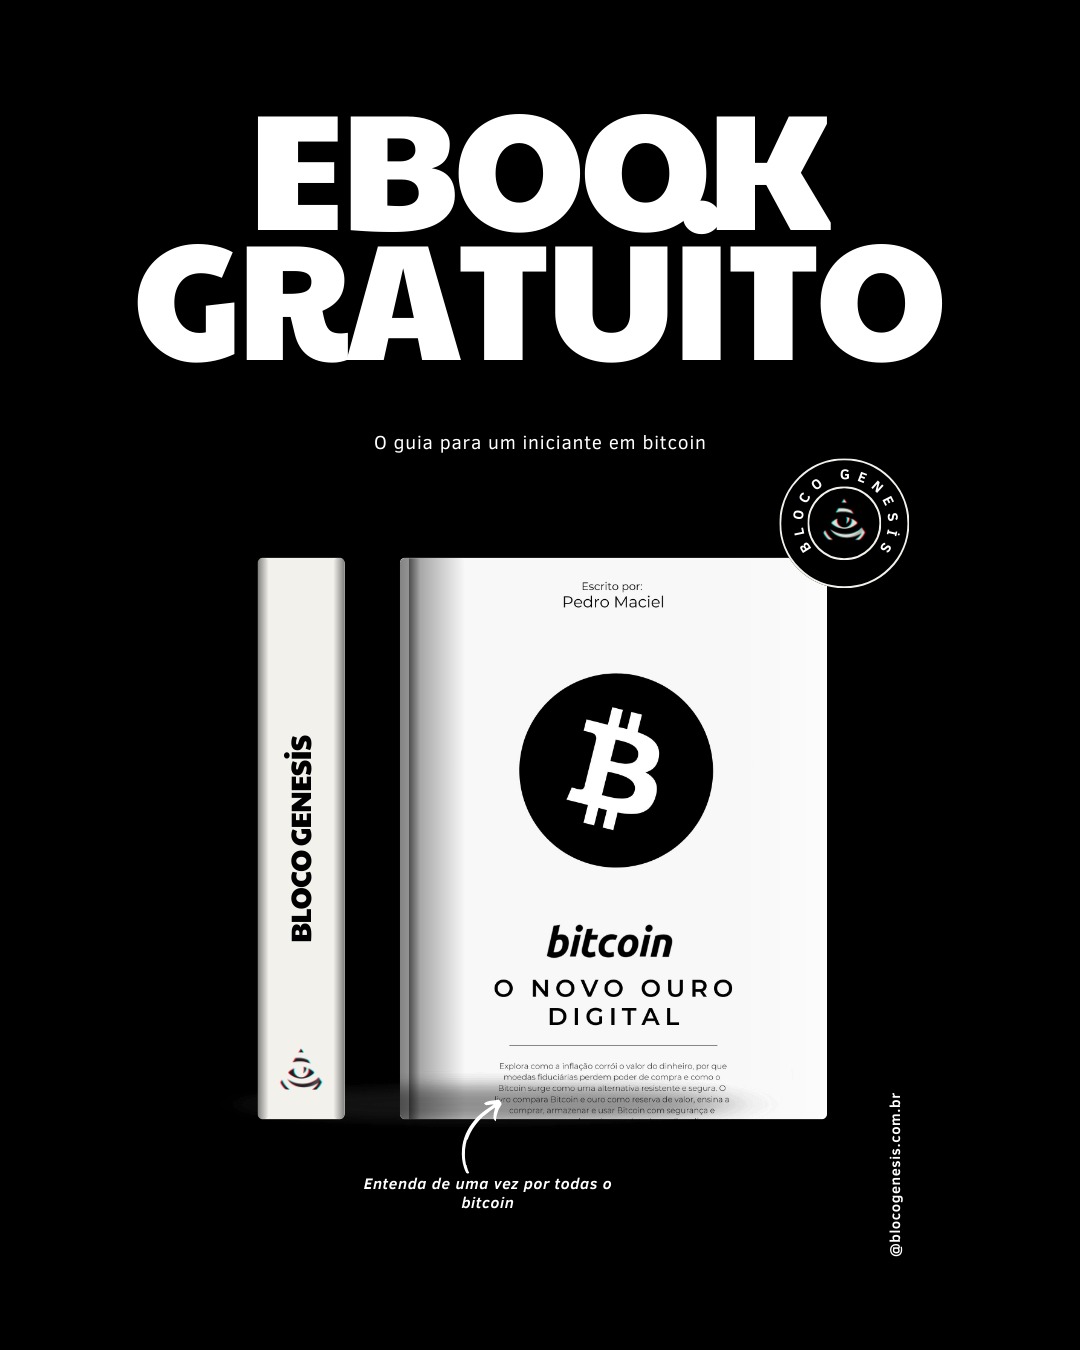 EBOOK
GRATUITO
O guia para um iniciante em bitcoin
BLOCO GENESİS
Escrito por:
Pedro Maciel
BLOCO GENESİS
bitcoin
O NOVO OURO
DIGITAL
Explora como a inflação corrói o valor do dinheiro, por que
moedas fiduciárias perdem poder de compra e como o
Bitcoin surge como uma alternativa resistente e segura. O
livro compara Bitcoin e ouro como reserva de valor, ensina a
comprar, armazenar e usar Bitcoin com segurança e
Entenda de uma vez por todas o
bitcoin
@blocogenesis.com.br